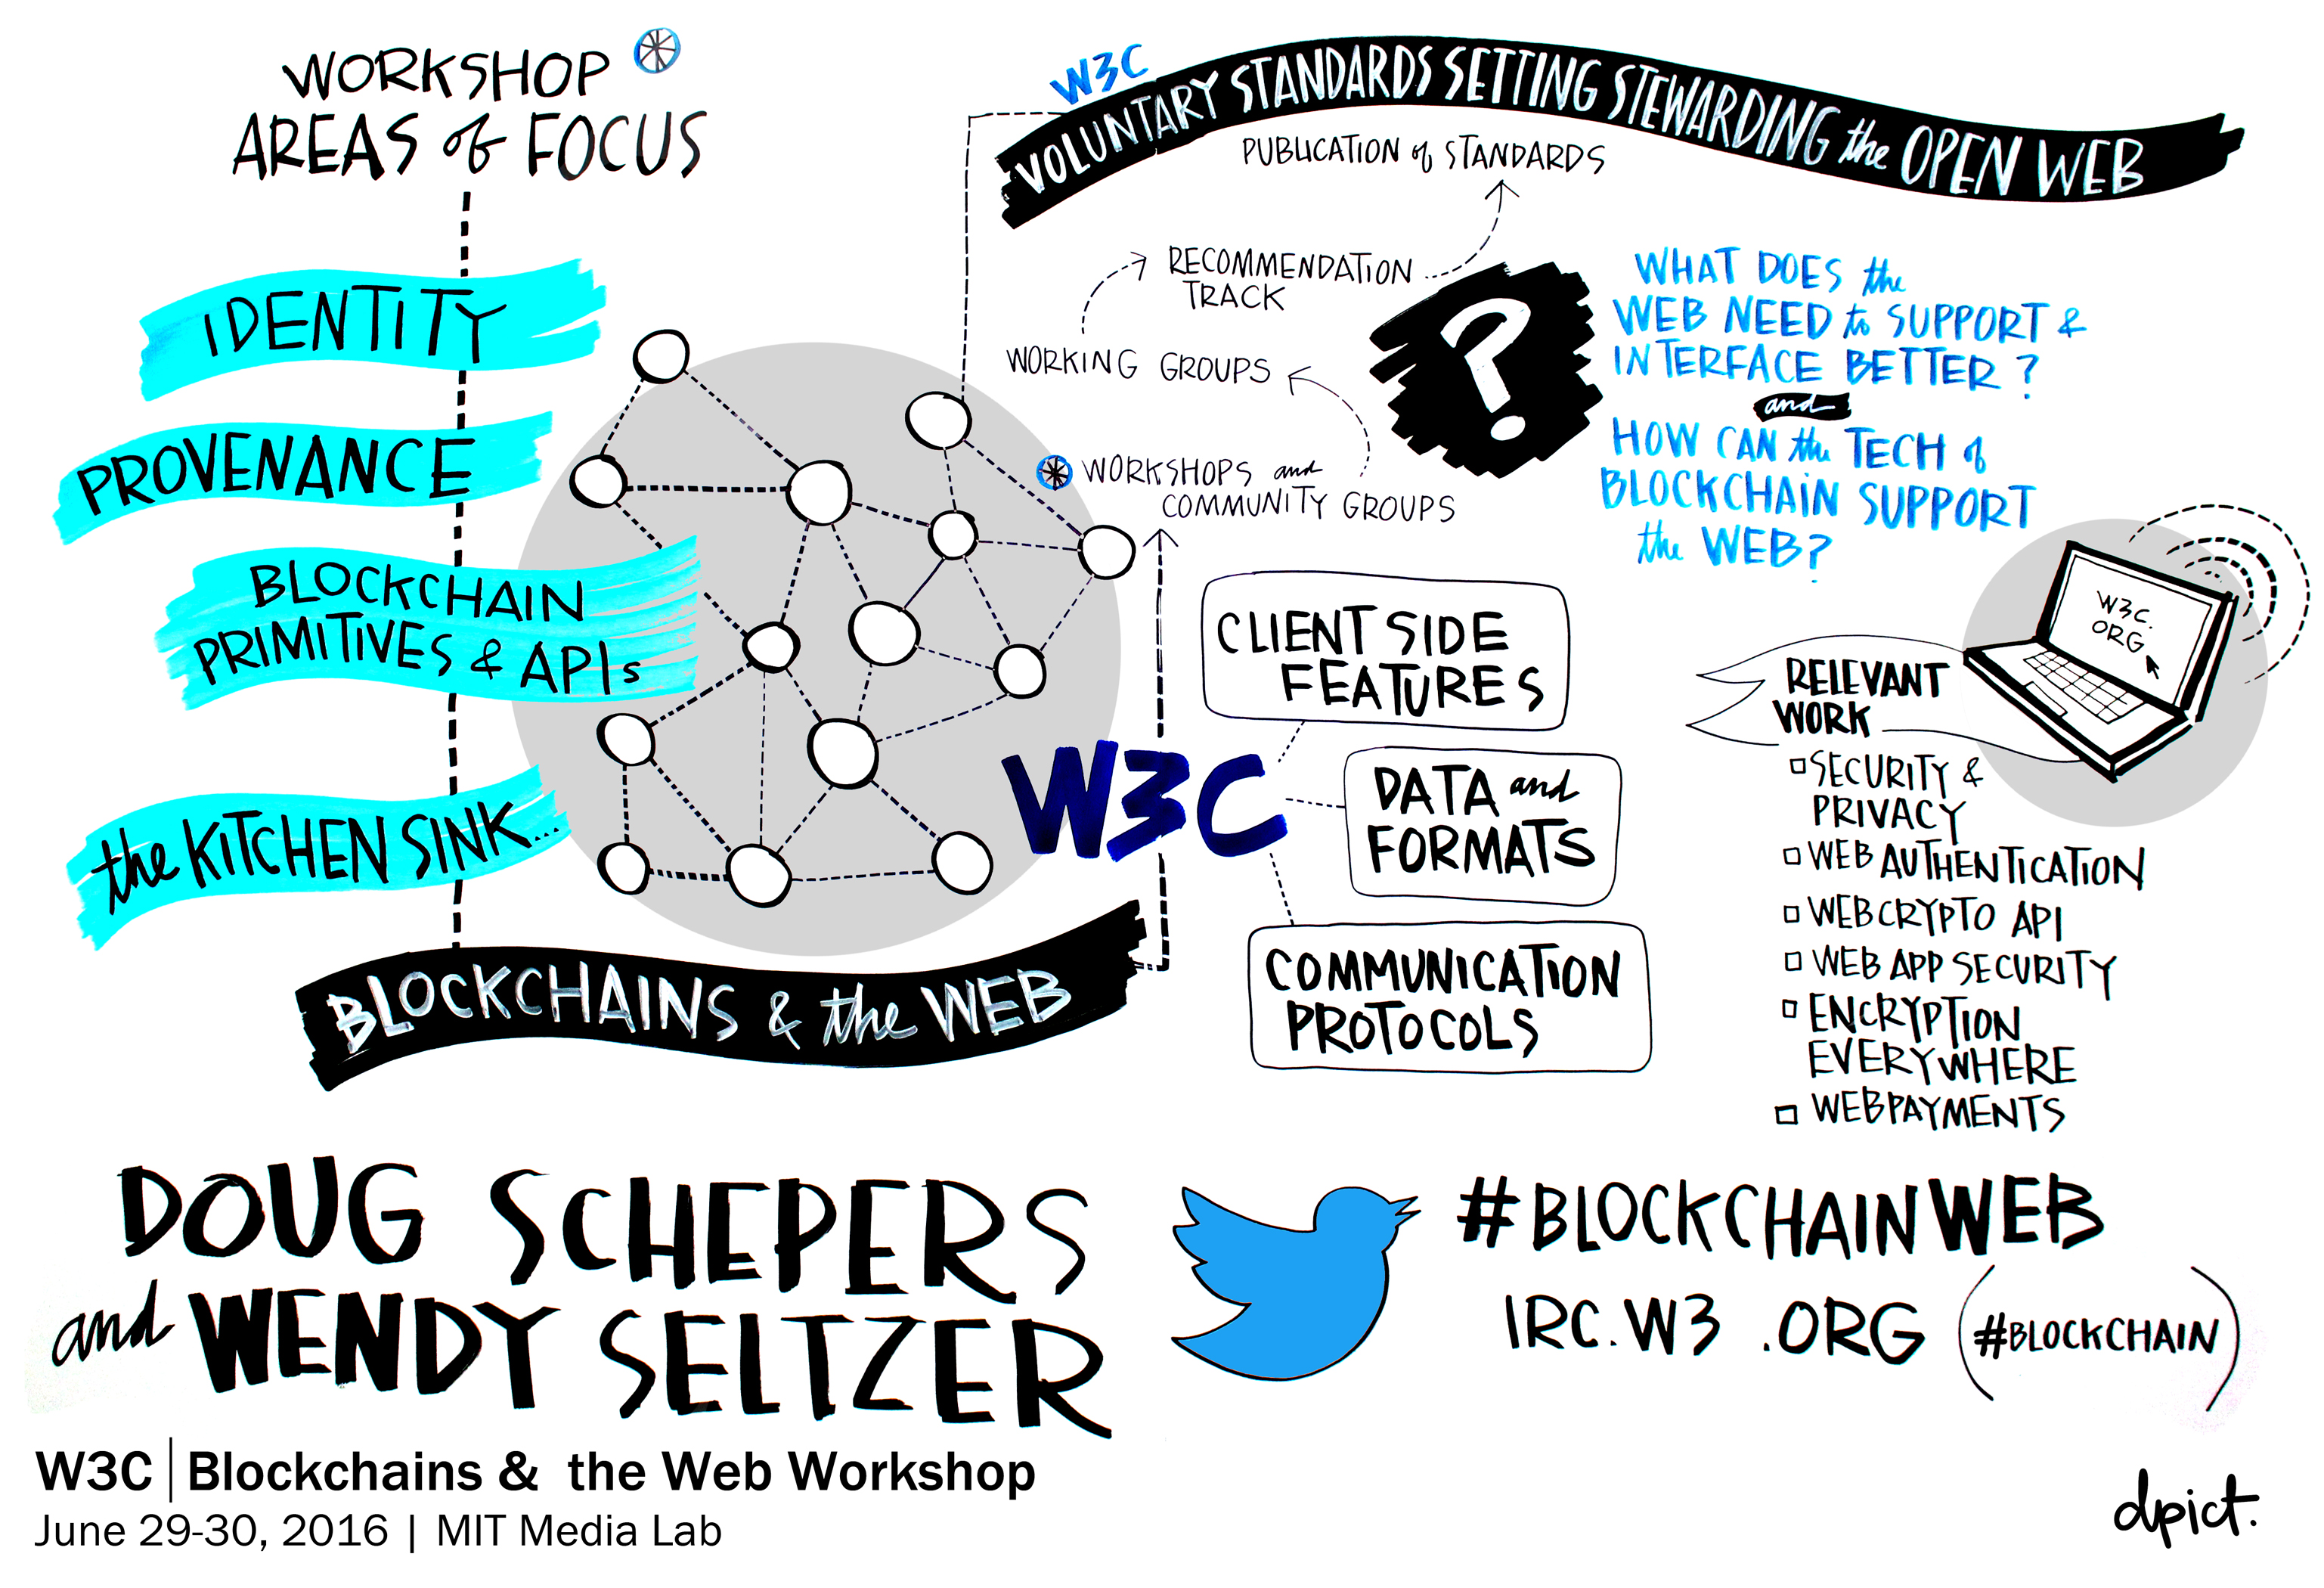 WORKSHOP
AREAS of FOCUS
IDENTITY
PROVENANCE
BLOCKCHAIN
PRIMITIVES & APIs
the KITCHEN SINK...
BLOCKCHAINS & the WEB
W3C
VOLUNTARY STANDARDS SETTING STEWARDING the OPEN WEB
PUBLICATION of STANDARDS
RECOMMENDATION
TRACK
WORKING GROUPS
WORKSHOPS and
COMMUNITY GROUPS
?
WHAT DOES the
WEB NEED to SUPPORT &
INTERFACE BETTER?
and
HOW CAN the TECH of
BLOCKCHAIN SUPPORT
the WEB?
W3C
CLIENT SIDE
FEATURES
DATA and
FORMATS
COMMUNICATION
PROTOCOLS
W3C.
ORG
RELEVANT
WORK
SECURITY &
PRIVACY
WEB AUTHENTICATION
WEBCRYPTO API
WEB APP SECURITY
ENCRYPTION
EVERYWHERE
WEBPAYMENTS
DOUG SCHEPERS
and WENDY SELTZER
#BLOCKCHAINWEB
IRC.W3.ORG (#BLOCKCHAIN)
W3C | Blockchains & the Web Workshop
June 29-30, 2016 | MIT Media Lab
dpict.